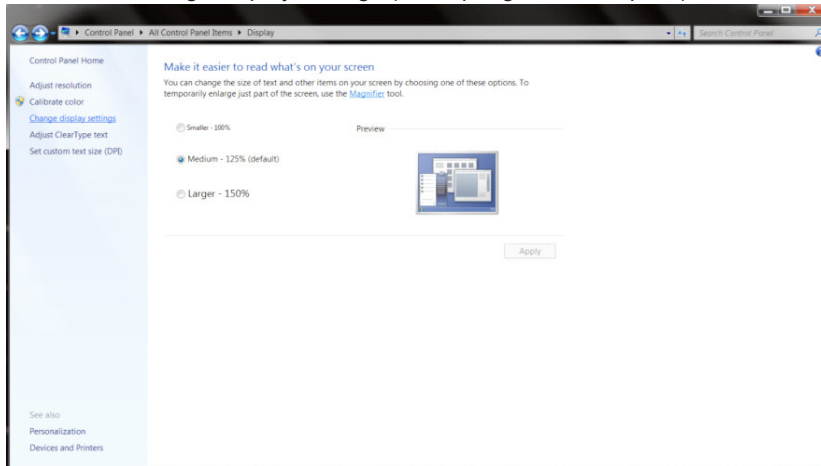 Control Panel ▸ All Control Panel Items ▸ Display
Search Control Panel
Control Panel Home
Adjust resolution
Calibrate color
Change display settings
Adjust ClearType text
Set custom text size (DPI)
See also
Personalization
Devices and Printers
Make it easier to read what's on your screen
You can change the size of text and other items on your screen by choosing one of these options. To
temporarily enlarge just part of the screen, use the Magnifier tool.
Smaller - 100%
Preview
Medium - 125% (default)
Larger - 150%
Apply